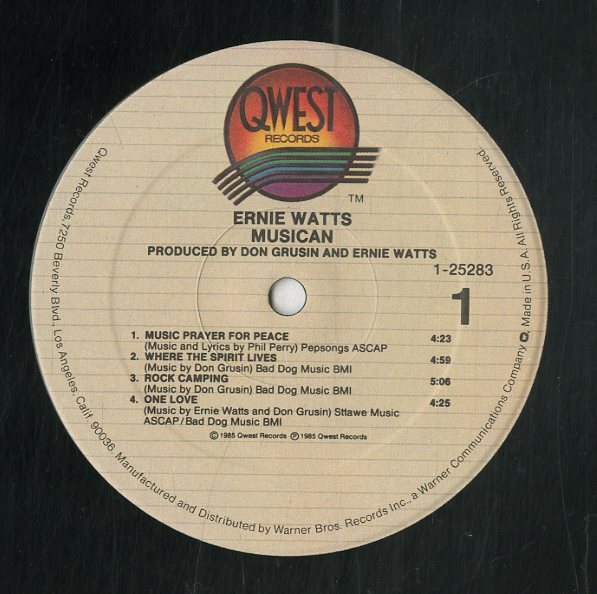 QWEST
RECORDS
TM
ERNIE WATTS
MUSICAN
PRODUCED BY DON GRUSIN AND ERNIE WATTS
1-25283
1
1. MUSIC PRAYER FOR PEACE 4:23
(Music and Lyrics by Phil Perry) Pepsongs ASCAP
2. WHERE THE SPIRIT LIVES 4:59
(Music by Don Grusin) Bad Dog Music BMI
3. ROCK CAMPING 5:06
(Music by Don Grusin) Bad Dog Music BMI
4. ONE LOVE 4:25
(Music by Ernie Watts and Don Grusin) Sttawe Music
ASCAP/Bad Dog Music BMI
© 1985 Qwest Records ℗ 1985 Qwest Records
Qwest Records, 7250 Beverly Blvd., Los Angeles, Calif. 90036, Manufactured and Distributed by Warner Bros. Records Inc., a Warner Communications Company. Made in U.S.A. All Rights Reserved.